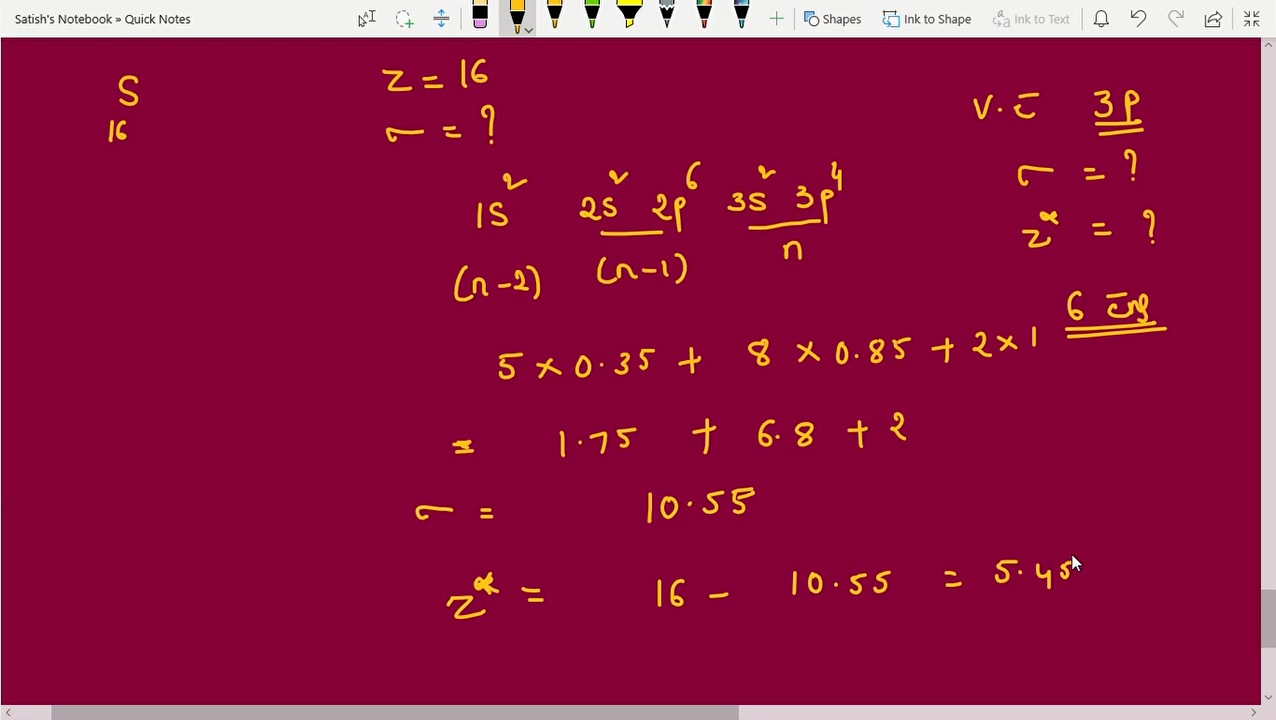 Satish's Notebook » Quick Notes
Shapes Ink to Shape Ink to Text
S
16
Z = 16
σ = ?
1s² 2s² 2p⁶ 3s² 3p⁴
(n-2) (n-1) n
v.ē 3p
σ = ?
z* = ?
6
5 × 0.35 + 8 × 0.85 + 2 × 1
= 1.75 + 6.8 + 2
σ = 10.55
z* = 16 - 10.55 = 5.45